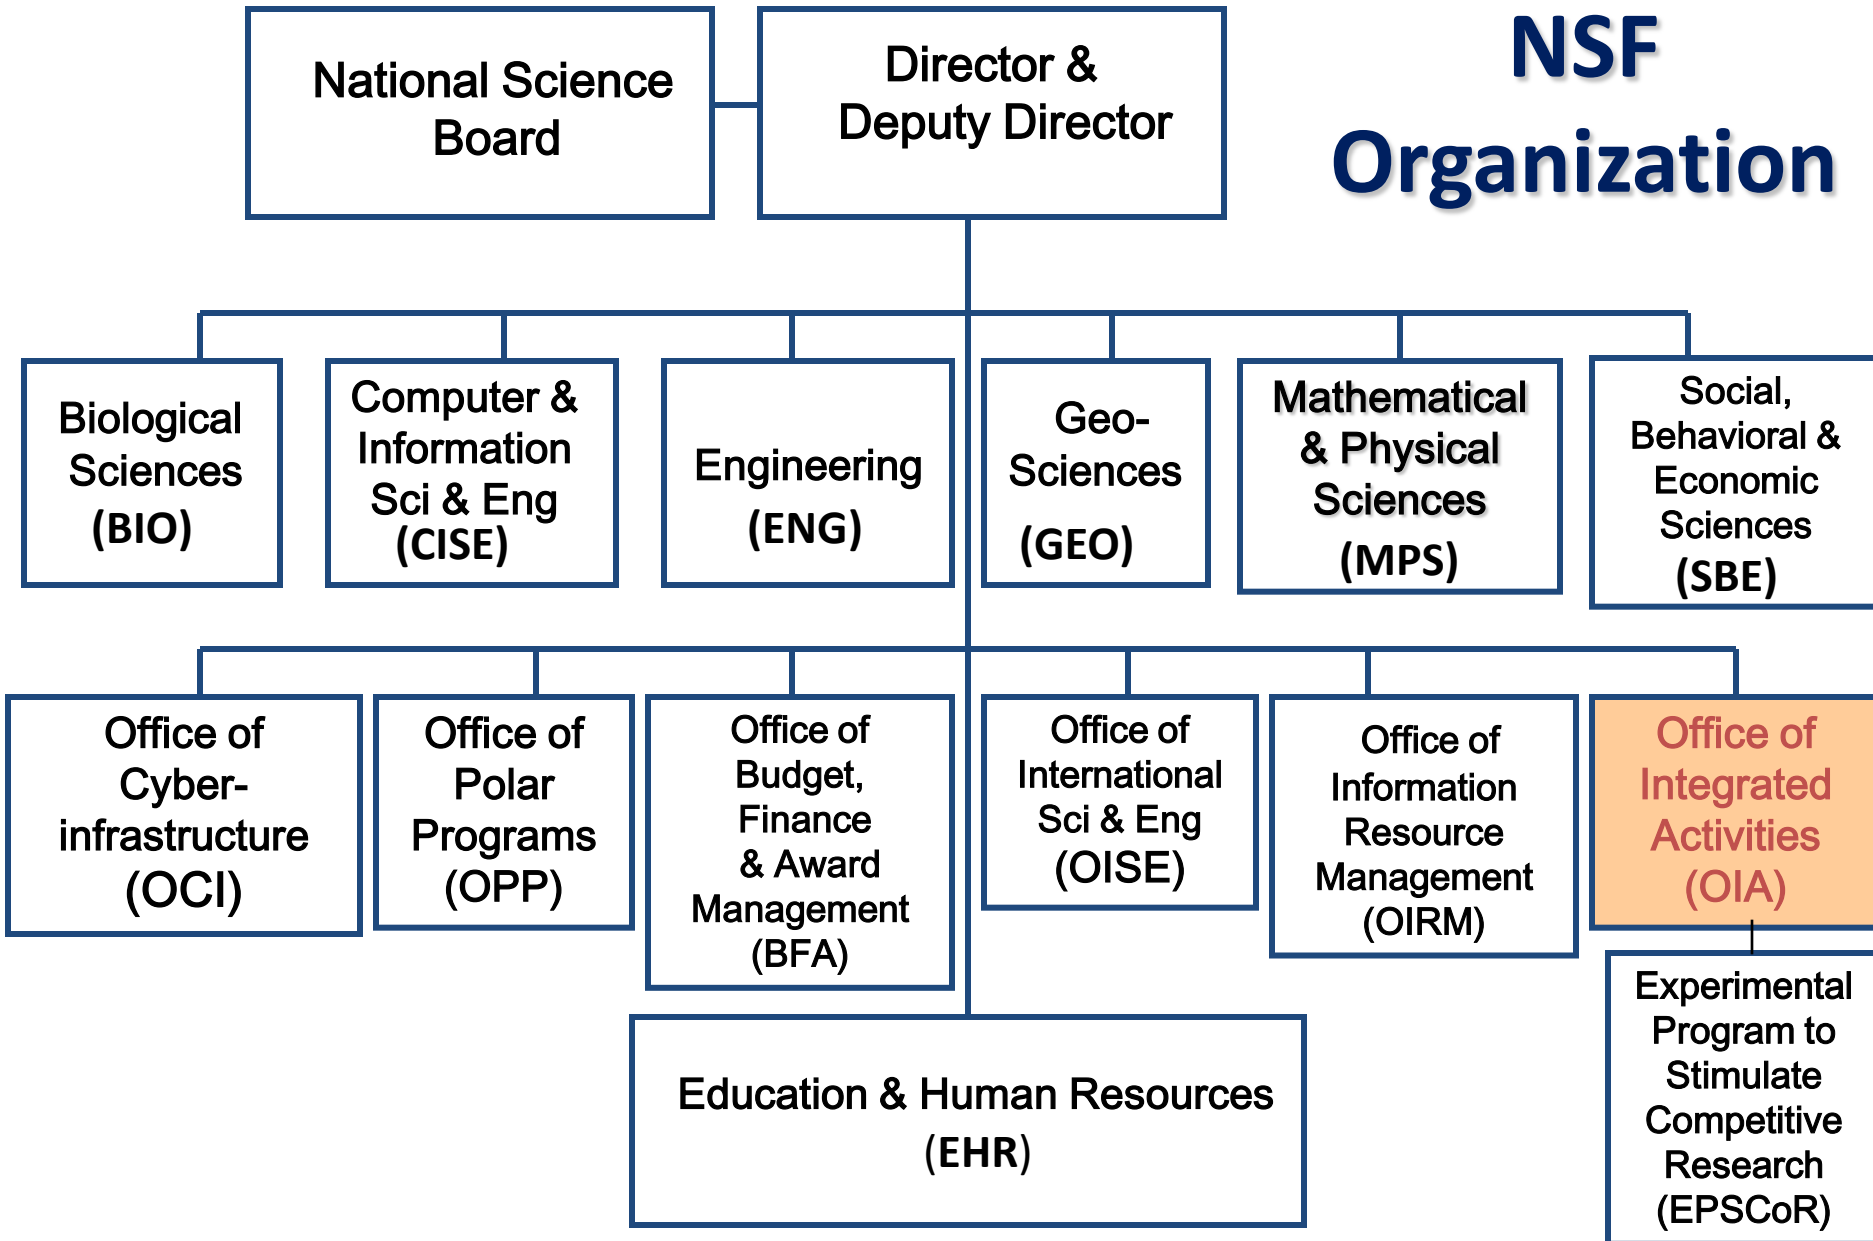 National Science
Board
Director &
Deputy Director
NSF
Organization
Biological
Sciences
(BIO)
Computer &
Information
Sci & Eng
(CISE)
Engineering
(ENG)
Geo-
Sciences
(GEO)
Mathematical
& Physical
Sciences
(MPS)
Social,
Behavioral &
Economic
Sciences
(SBE)
Office of
Cyber-
infrastructure
(OCI)
Office of
Polar
Programs
(OPP)
Office of
Budget,
Finance
& Award
Management
(BFA)
Office of
International
Sci & Eng
(OISE)
Office of
Information
Resource
Management
(OIRM)
Office of
Integrated
Activities
(OIA)
Experimental
Program to
Stimulate
Competitive
Research
(EPSCoR)
Education & Human Resources
(EHR)